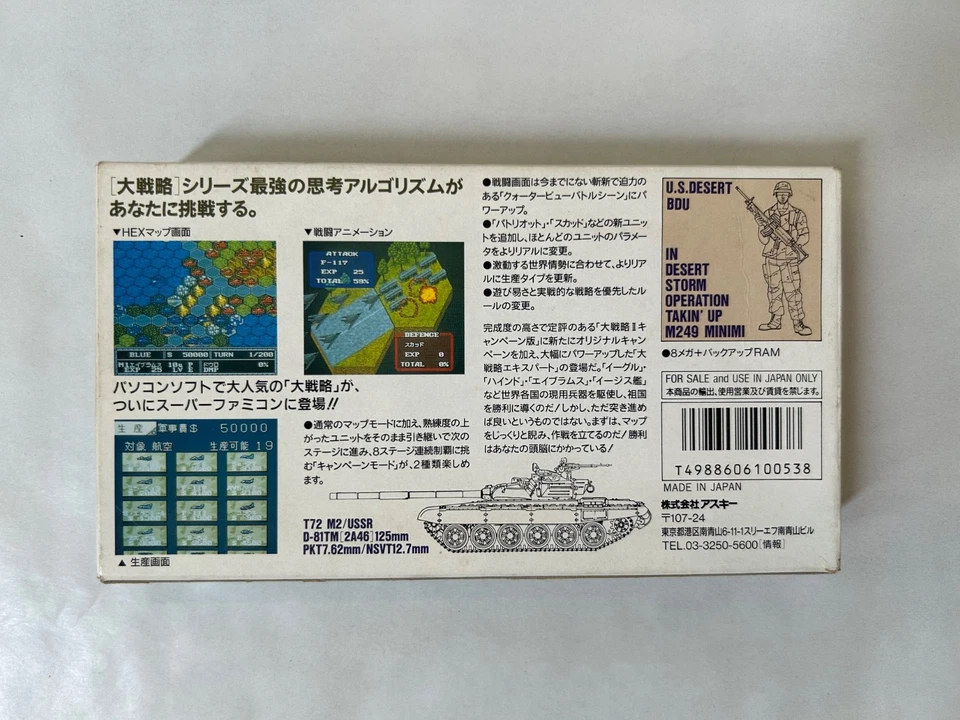 [大戦略]シリーズ最強の思考アルゴリズムが
あなたに挑戦する。
▼HEXマップ画面
▼戦闘アニメーション
BLUE $ 50000 TURN 1/200
ATTACK
F-117
EXP 25
TOTAL 59%
DEFENCE
スカッド
EXP 0
TOTAL 0%
パソコンソフトで大人気の「大戦略」が、
ついにスーパーファミコンに登場!!
生産 軍事費$ 50000
対象 航空 生産可能 19
▲ 生産画面
●通常のマップモードに加え、熟練度の上
がったユニットをそのまま引き継いで次の
ステージに進み、8ステージ連続制覇に挑
む「キャンペーンモード」が、2種類楽しめ
ます。
T72 M2/USSR
D-81TM[2A46]125mm
PKT7.62mm/NSVT12.7mm
●戦闘画面は今までにない斬新で迫力の
ある「クォータービューバトルシーン」にパ
ワーアップ。
●「パトリオット」・「スカッド」などの新ユニッ
トを追加し、ほとんどのユニットのパラメー
タをよりリアルに変更。
●激動する世界情勢に合わせて、よりリア
ルに生産タイプを更新。
●遊び易さと実戦的な戦略を優先したルー
ルの変更。
完成度の高さで定評のある「大戦略Ⅱキ
ャンペーン版」に新たにオリジナルキャン
ペーンを加え、大幅にパワーアップした「大
戦略エキスパート」の登場だ。「イーグル」・
「ハインド」・「エイブラムス」・「イージス艦」
など世界各国の現用兵器を駆使し、祖国
を勝利に導くのだ!しかし、ただ突き進め
ば良いというものではない。まずは、マップ
をじっくりと睨み、作戦を立てるのだ!勝利
はあなたの頭脳にかかっている!
U.S.DESERT
BDU
IN
DESERT
STORM
OPERATION
TAKIN' UP
M249 MINIMI
●8メガ+バックアップRAM
FOR SALE and USE IN JAPAN ONLY
本商品の輸出、使用営業及び賃貸を禁じます。
T4988606100538
MADE IN JAPAN
株式会社アスキー
〒107-24
東京都港区南青山6-11-1スリーエフ南青山ビル
TEL.03-3250-5600[情報]